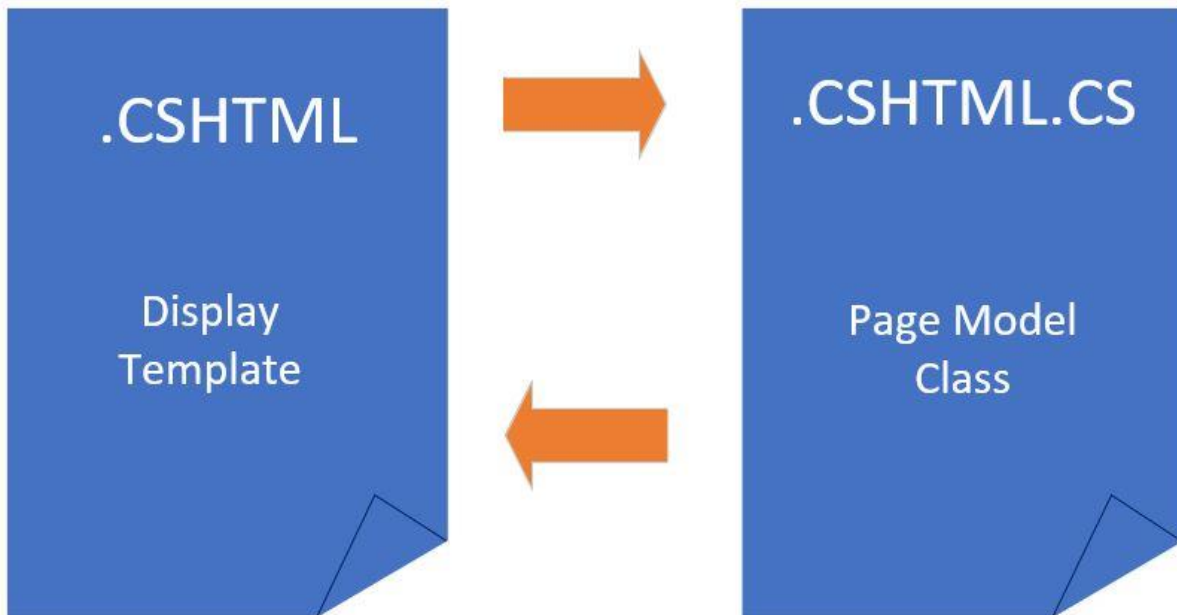 .CSHTML
Display
Template
.CSHTML.CS
Page Model
Class